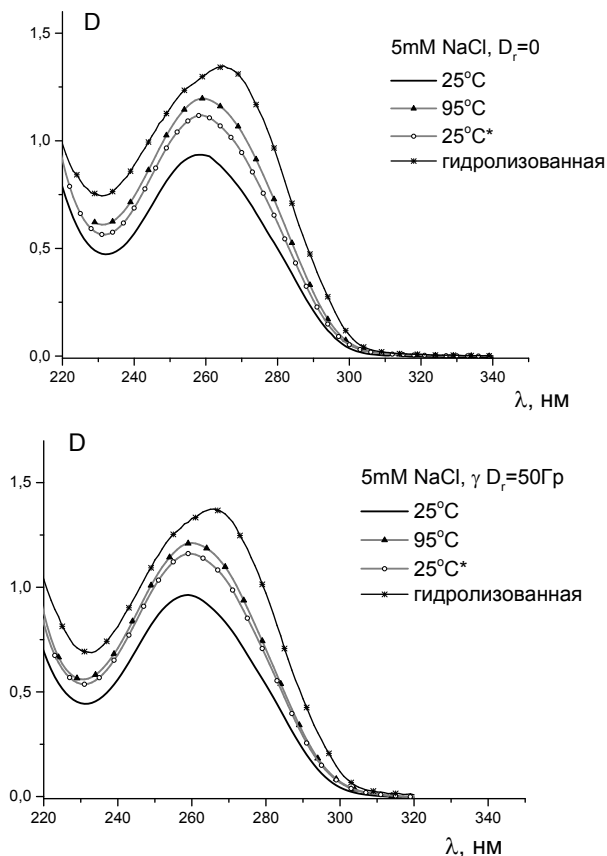 D
5mM NaCl, Dr=0
25°C
95°C
25°C*
гидролизованная
1,5
1,0
0,5
0,0
220 240 260 280 300 320 340
λ, нм
D
5mM NaCl, γ Dr=50Гр
25°C
95°C
25°C*
гидролизованная
1,5
1,0
0,5
0,0
220 240 260 280 300 320 340
λ, нм